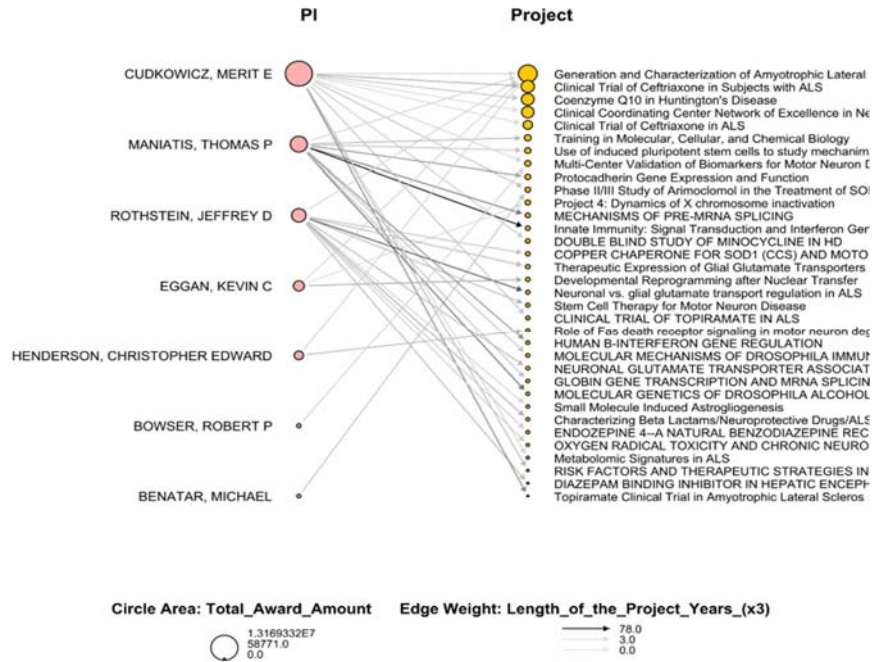 PI
Project
CUDKOWICZ, MERIT E
MANIATIS, THOMAS P
ROTHSTEIN, JEFFREY D
EGGAN, KEVIN C
HENDERSON, CHRISTOPHER EDWARD
BOWSER, ROBERT P
BENATAR, MICHAEL
Generation and Characterization of Amyotrophic Lateral
Clinical Trial of Ceftriaxone in Subjects with ALS
Coenzyme Q10 in Huntington's Disease
Clinical Coordinating Center Network of Excellence in Ne
Clinical Trial of Ceftriaxone in ALS
Training in Molecular, Cellular, and Chemical Biology
Use of induced pluripotent stem cells to study mechanim
Multi-Center Validation of Biomarkers for Motor Neuron D
Protocadherin Gene Expression and Function
Phase II/III Study of Arimoclomol in the Treatment of SO
Project 4: Dynamics of X chromosome inactivation
MECHANISMS OF PRE-MRNA SPLICING
Innate Immunity: Signal Transduction and Interferon Ger
DOUBLE BLIND STUDY OF MINOCYCLINE IN HD
COPPER CHAPERONE FOR SOD1 (CCS) AND MOTO
Therapeutic Expression of Glial Glutamate Transporters
Developmental Reprogramming after Nuclear Transfer
Neuronal vs. glial glutamate transport regulation in ALS
Stem Cell Therapy for Motor Neuron Disease
CLINICAL TRIAL OF TOPIRAMATE IN ALS
Role of Fas death receptor signaling in motor neuron deg
HUMAN B-INTERFERON GENE REGULATION
MOLECULAR MECHANISMS OF DROSOPHILA IMMUN
NEURONAL GLUTAMATE TRANSPORTER ASSOCIAT
GLOBIN GENE TRANSCRIPTION AND MRNA SPLICIN
MOLECULAR GENETICS OF DROSOPHILA ALCOHOL
Small Molecule Induced Astrogliogenesis
Characterizing Beta Lactams/Neuroprotective Drugs/ALS
ENDOZEPINE 4--A NATURAL BENZODIAZEPINE REC
OXYGEN RADICAL TOXICITY AND CHRONIC NEURO
Metabolomic Signatures in ALS
RISK FACTORS AND THERAPEUTIC STRATEGIES IN
DIAZEPAM BINDING INHIBITOR IN HEPATIC ENCEPH
Topiramate Clinical Trial in Amyotrophic Lateral Scleros
Circle Area: Total_Award_Amount
1.3169332E7
58771.0
0.0
Edge Weight: Length_of_the_Project_Years_(x3)
78.0
3.0
0.0